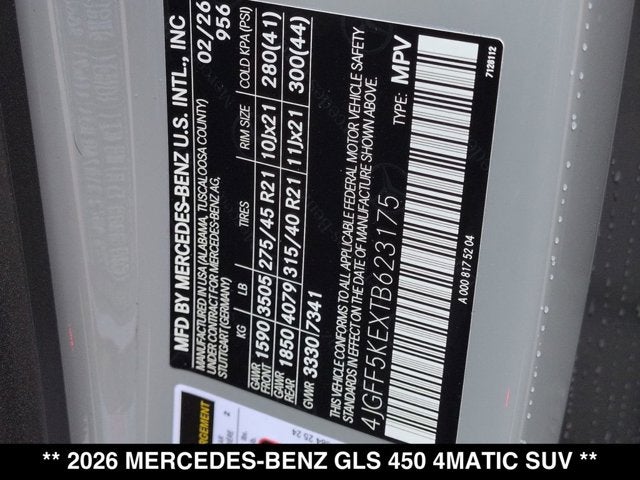 MFD BY MERCEDES-BENZ U.S. INTL., INC
02/26
956
MANUFACTURED IN USA (ALABAMA, TUSCALOOSA COUNTY)
UNDER CONTRACT FOR MERCEDES-BENZ AG,
STUTTGART (GERMANY)
KG LB TIRES RIM SIZE COLD KPA (PSI)
GAWR FRONT 1590 3505 275/45 R21 10Jx21 280(41)
GAWR REAR 1850 4079 315/40 R21 11Jx21 300(44)
GVWR 3330 7341
THIS VEHICLE CONFORMS TO ALL APPLICABLE FEDERAL MOTOR VEHICLE SAFETY
STANDARDS IN EFFECT ON THE DATE OF MANUFACTURE SHOWN ABOVE.
4JGFF5KEXTB623175 TYPE: MPV
A 000 817 52 04
7128112
2
** 2026 MERCEDES-BENZ GLS 450 4MATIC SUV **